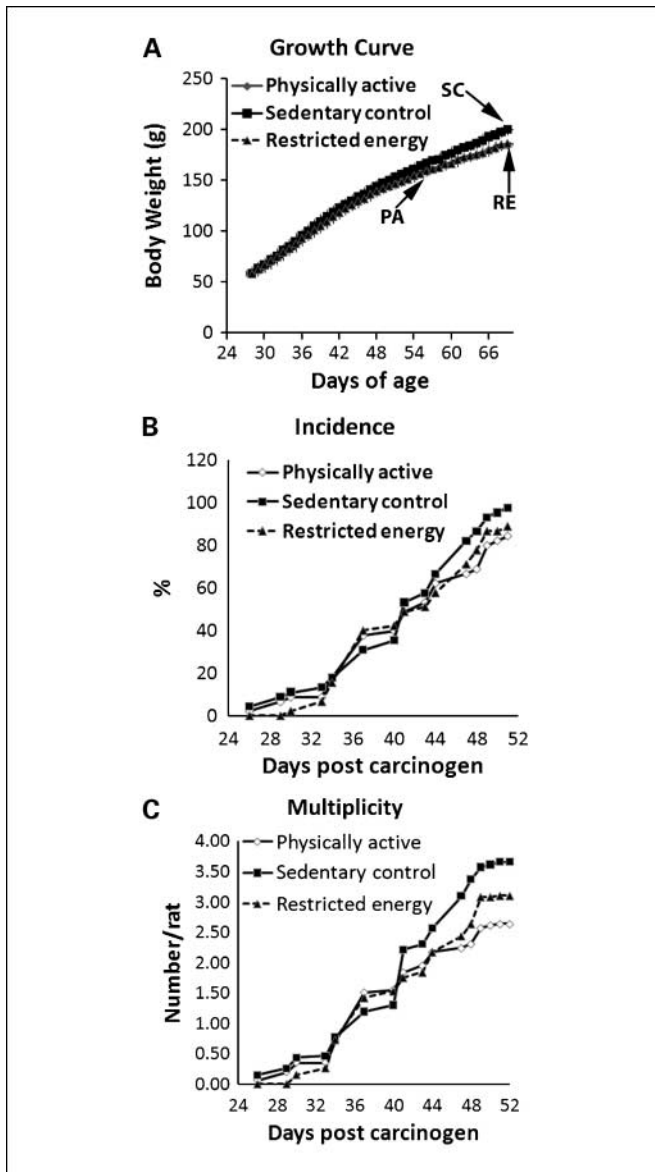 A Growth Curve
250
200
150
100
50
0
Body Weight (g)
Physically active
Sedentary control
Restricted energy
SC
PA
RE
24 30 36 42 48 54 60 66
Days of age
B Incidence
120
100
80
60
40
20
0
%
Physically active
Sedentary control
Restricted energy
24 28 32 36 40 44 48 52
Days post carcinogen
C Multiplicity
4.00
3.50
3.00
2.50
2.00
1.50
1.00
0.50
0.00
Number/rat
Physically active
Sedentary control
Restricted energy
24 28 32 36 40 44 48 52
Days post carcinogen